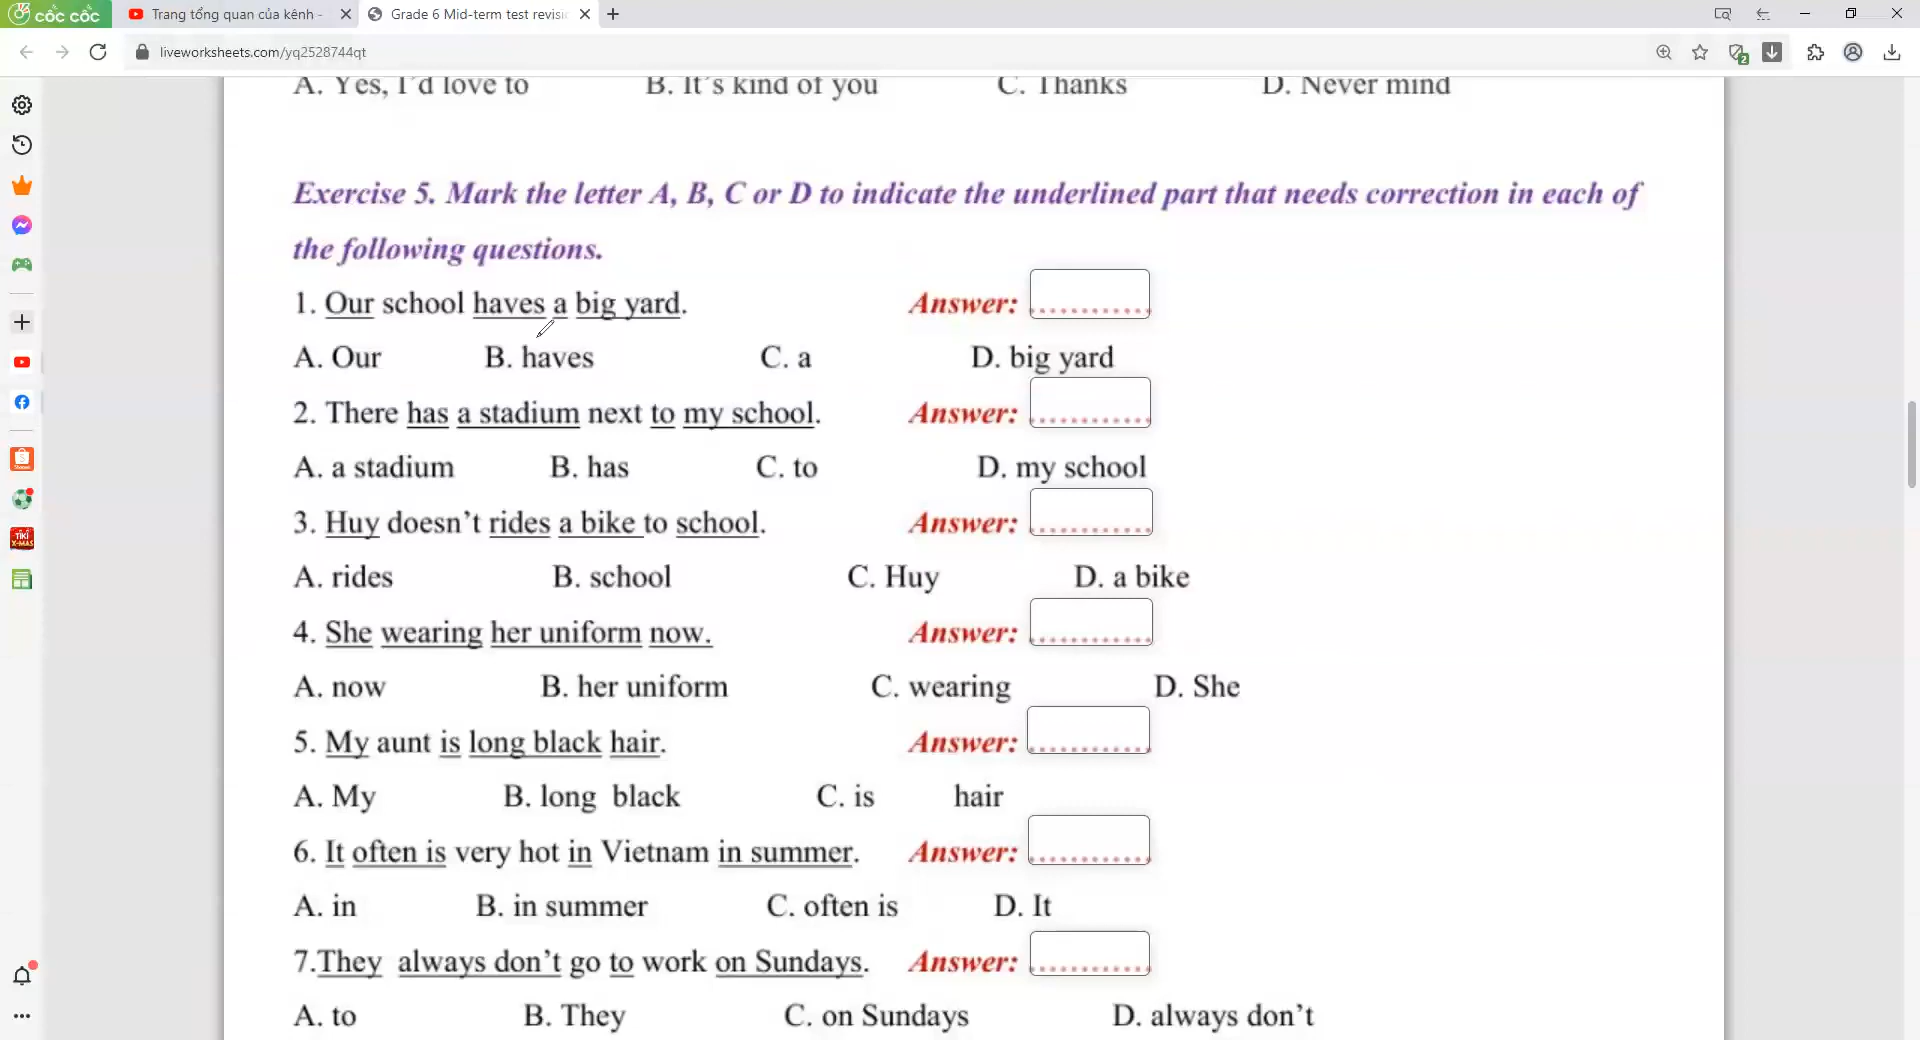 cốc cốc
Trang tổng quan của kênh -
Grade 6 Mid-term test revisi
liveworksheets.com/yq2528744qt
2
A. Yes, I'd love to B. It's kind of you C. Thanks D. Never mind
Exercise 5. Mark the letter A, B, C or D to indicate the underlined part that needs correction in each of
the following questions.
1. Our school haves a big yard. Answer: ...........
A. Our B. haves C. a D. big yard
2. There has a stadium next to my school. Answer: ...........
A. a stadium B. has C. to D. my school
3. Huy doesn't rides a bike to school. Answer: ...........
A. rides B. school C. Huy D. a bike
4. She wearing her uniform now. Answer: ...........
A. now B. her uniform C. wearing D. She
5. My aunt is long black hair. Answer: ...........
A. My B. long black C. is hair
6. It often is very hot in Vietnam in summer. Answer: ...........
A. in B. in summer C. often is D. It
7.They always don't go to work on Sundays. Answer: ...........
A. to B. They C. on Sundays D. always don't
TIKI
X-MAS